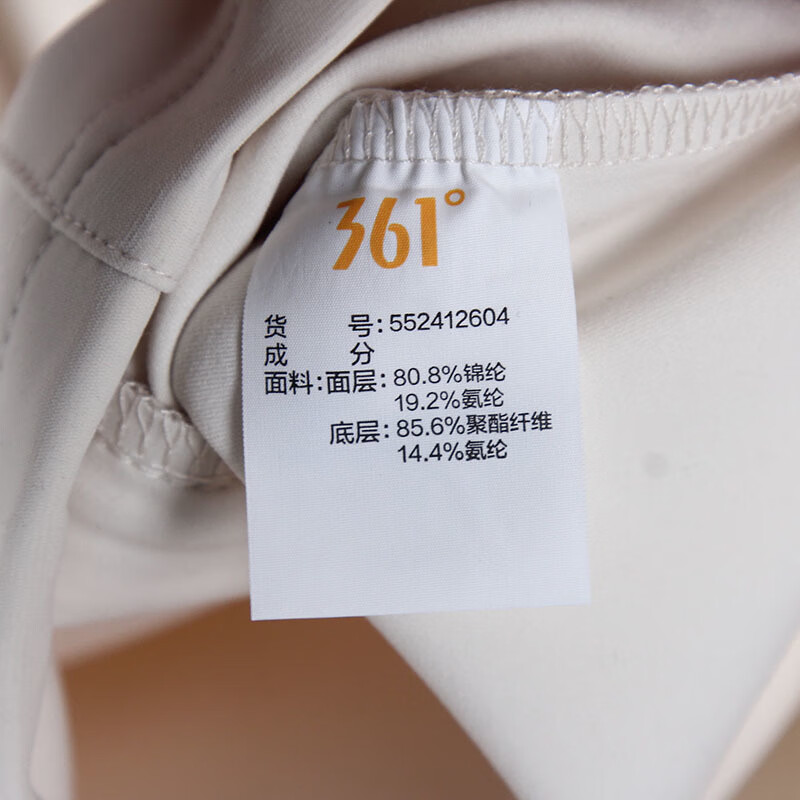 361°
货 号:552412604
成 分
面料:面层:80.8%锦纶
19.2%氨纶
底层:85.6%聚酯纤维
14.4%氨纶